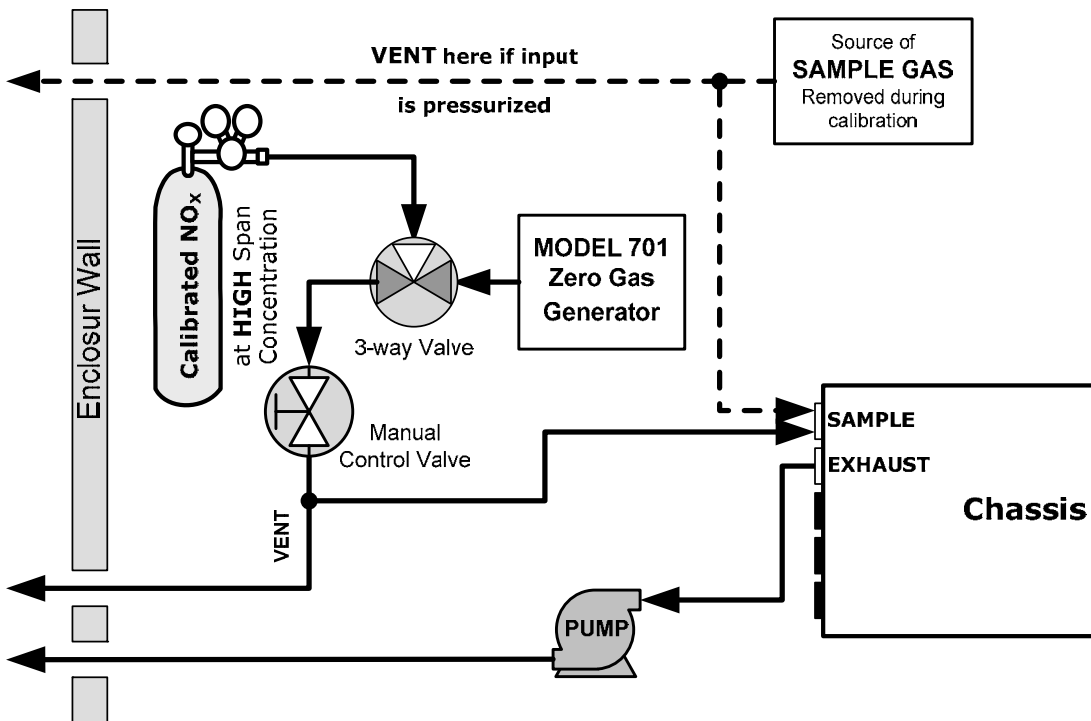 VENT here if input
is pressurized
Source of
SAMPLE GAS
Removed during
calibration
Enclosur Wall
Calibrated NOx
at HIGH Span
Concentration
MODEL 701
Zero Gas
Generator
3-way Valve
Manual
Control Valve
VENT
SAMPLE
EXHAUST
Chassis
PUMP